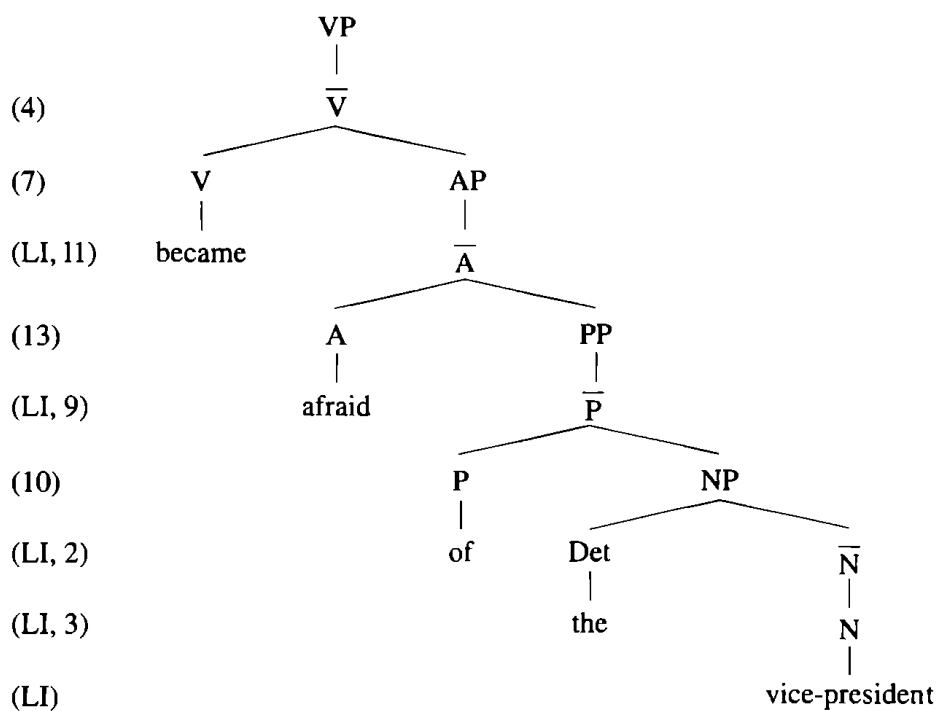 VP
(4) V̅
(7) V AP
(LI, 11) became A̅
(13) A PP
(LI, 9) afraid P̅
(10) P NP
(LI, 2) of Det N̅
(LI, 3) the N
(LI) vice-president